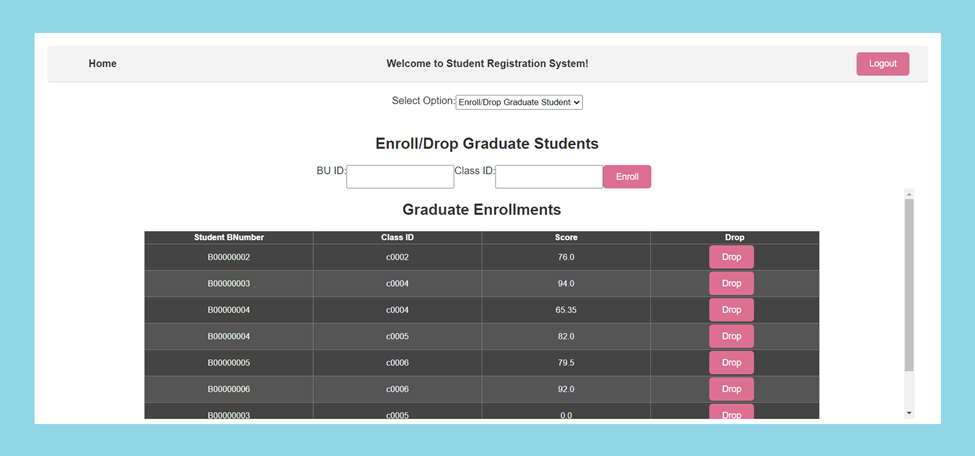 Home Welcome to Student Registration System! Logout
Select Option: Enroll/Drop Graduate Student
Enroll/Drop Graduate Students
BU ID: Class ID: Enroll
Graduate Enrollments
Student BNumber Class ID Score Drop
B00000002 c0002 76.0 Drop
B00000003 c0004 94.0 Drop
B00000004 c0004 65.35 Drop
B00000004 c0005 82.0 Drop
B00000005 c0006 79.5 Drop
B00000006 c0006 92.0 Drop
B00000003 c0005 0.0 Drop